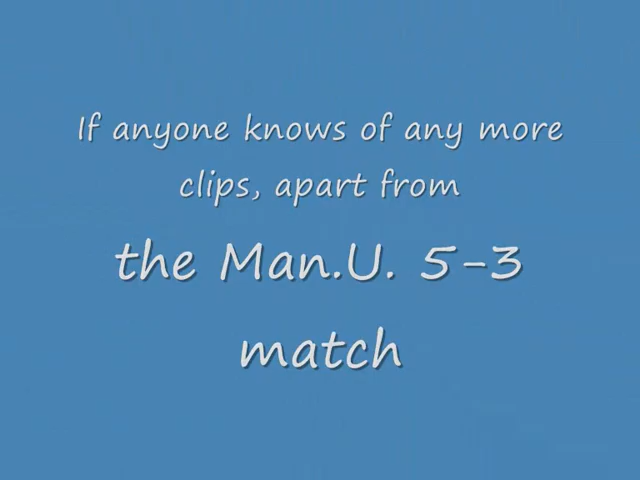 If anyone knows of any more
clips, apart from
the Man.U. 5-3
match